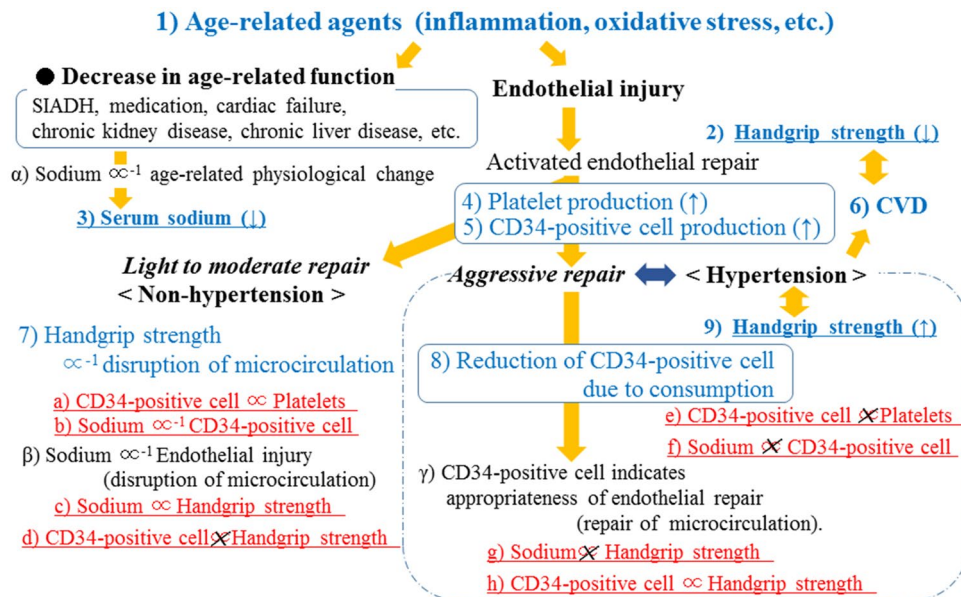 1) Age-related agents (inflammation, oxidative stress, etc.)
● Decrease in age-related function
SIADH, medication, cardiac failure,
chronic kidney disease, chronic liver disease, etc.
α) Sodium ∝⁻¹ age-related physiological change
3) Serum sodium (↓)
Endothelial injury
Activated endothelial repair
4) Platelet production (↑)
5) CD34-positive cell production (↑)
2) Handgrip strength (↓)
6) CVD
Light to moderate repair
< Non-hypertension >
Aggressive repair
< Hypertension >
9) Handgrip strength (↑)
7) Handgrip strength
∝⁻¹ disruption of microcirculation
a) CD34-positive cell ∝ Platelets
b) Sodium ∝⁻¹ CD34-positive cell
β) Sodium ∝⁻¹ Endothelial injury
(disruption of microcirculation)
c) Sodium ∝ Handgrip strength
d) CD34-positive cell ∝ Handgrip strength
8) Reduction of CD34-positive cell
due to consumption
e) CD34-positive cell ∝ Platelets
f) Sodium ∝ CD34-positive cell
γ) CD34-positive cell indicates
appropriateness of endothelial repair
(repair of microcirculation).
g) Sodium ∝ Handgrip strength
h) CD34-positive cell ∝ Handgrip strength